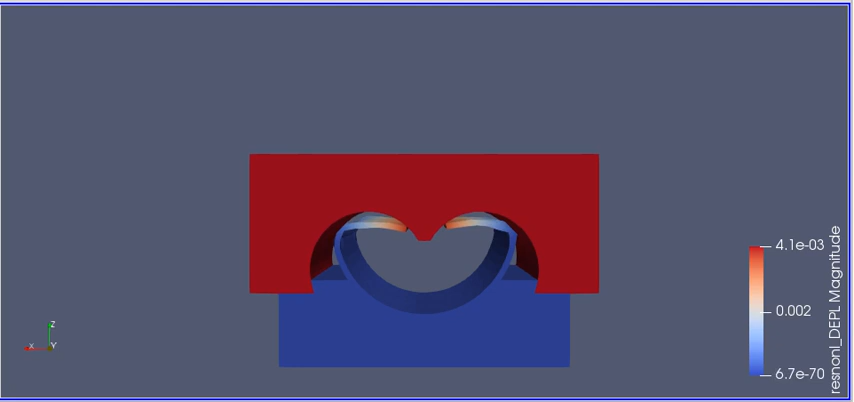 4.1e-03
0.002
6.7e-70
resnonl_DEPL Magnitude
Z
X
Y